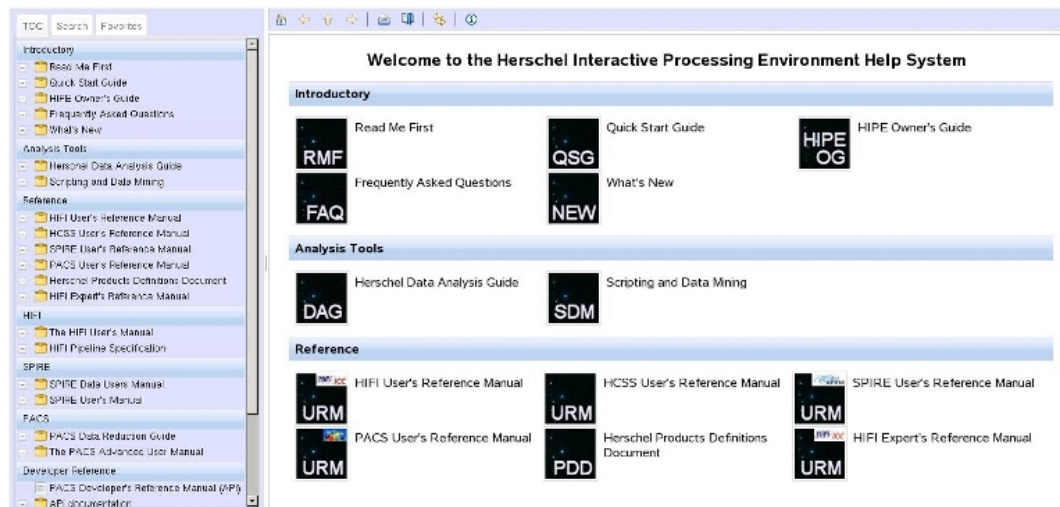 TOC Search Favorites
Introductory
Read Me First
Quick Start Guide
HIPE Owner's Guide
Frequently Asked Questions
What's New
Analysis Tools
Herschel Data Analysis Guide
Scripting and Data Mining
Reference
HIFI User's Reference Manual
HCSS User's Reference Manual
SPIRE User's Reference Manual
PACS User's Reference Manual
Herschel Products Definitions Document
HIFI Expert's Reference Manual
HIFI
The HIFI User's Manual
HIFI Pipeline Specification
SPIRE
SPIRE Data Users Manual
SPIRE User's Manual
PACS
PACS Data Reduction Guide
The PACS Advanced User Manual
Developer Reference
PACS Developer's Reference Manual (API)
API documentation
Welcome to the Herschel Interactive Processing Environment Help System
Introductory
RMF Read Me First QSG Quick Start Guide HIPE OG HIPE Owner's Guide
FAQ Frequently Asked Questions NEW What's New
Analysis Tools
DAG Herschel Data Analysis Guide SDM Scripting and Data Mining
Reference
URM HIFI User's Reference Manual URM HCSS User's Reference Manual URM SPIRE User's Reference Manual
URM PACS User's Reference Manual PDD Herschel Products Definitions Document URM HIFI Expert's Reference Manual